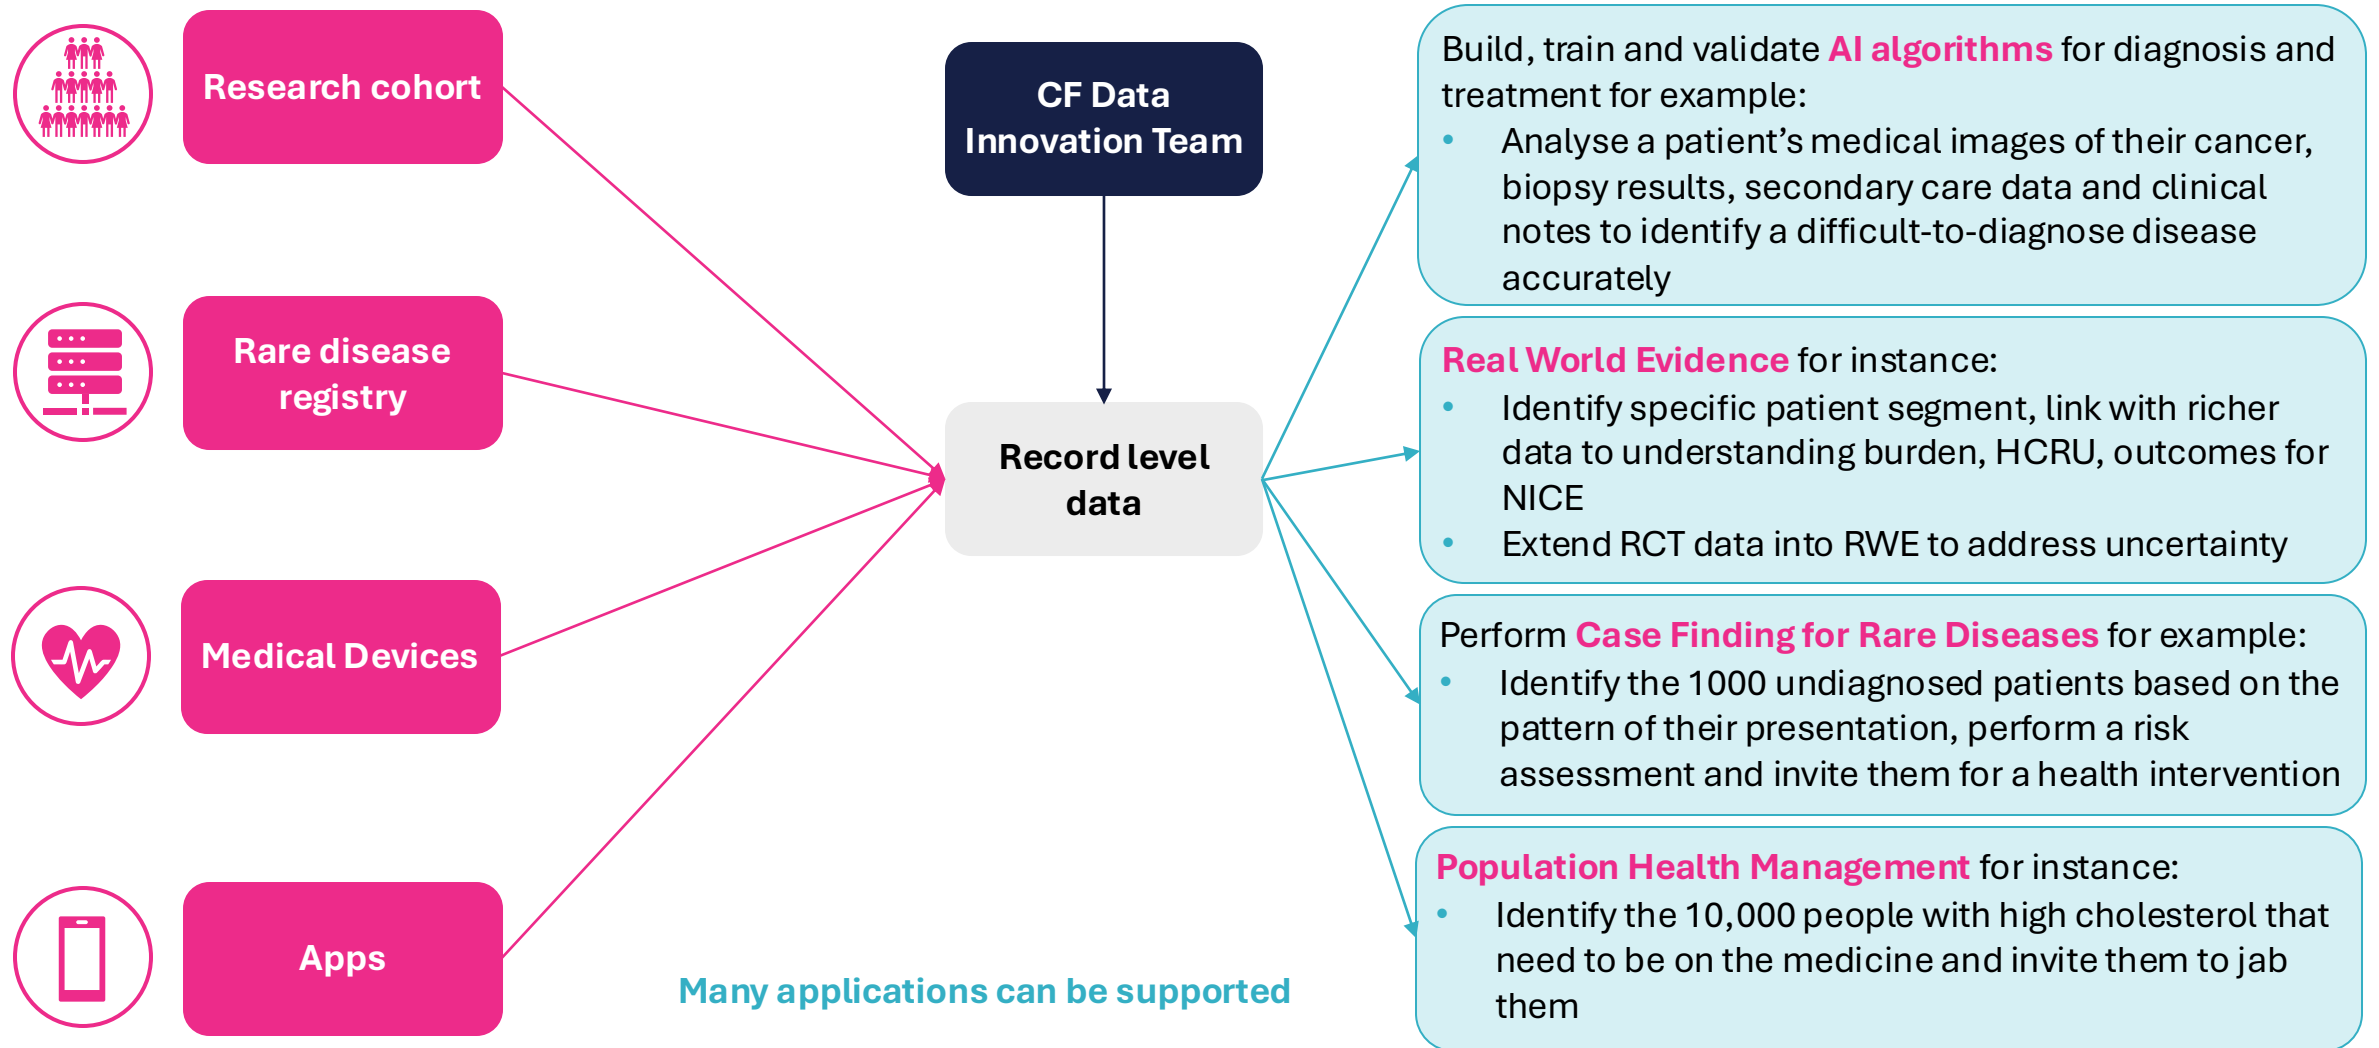 Research cohort
Rare disease
registry
Medical Devices
Apps
CF Data
Innovation Team
Record level
data
Many applications can be supported
Build, train and validate AI algorithms for diagnosis and
treatment for example:
• Analyse a patient's medical images of their cancer,
biopsy results, secondary care data and clinical
notes to identify a difficult-to-diagnose disease
accurately
Real World Evidence for instance:
• Identify specific patient segment, link with richer
data to understanding burden, HCRU, outcomes for
NICE
• Extend RCT data into RWE to address uncertainty
Perform Case Finding for Rare Diseases for example:
• Identify the 1000 undiagnosed patients based on the
pattern of their presentation, perform a risk
assessment and invite them for a health intervention
Population Health Management for instance:
• Identify the 10,000 people with high cholesterol that
need to be on the medicine and invite them to jab
them